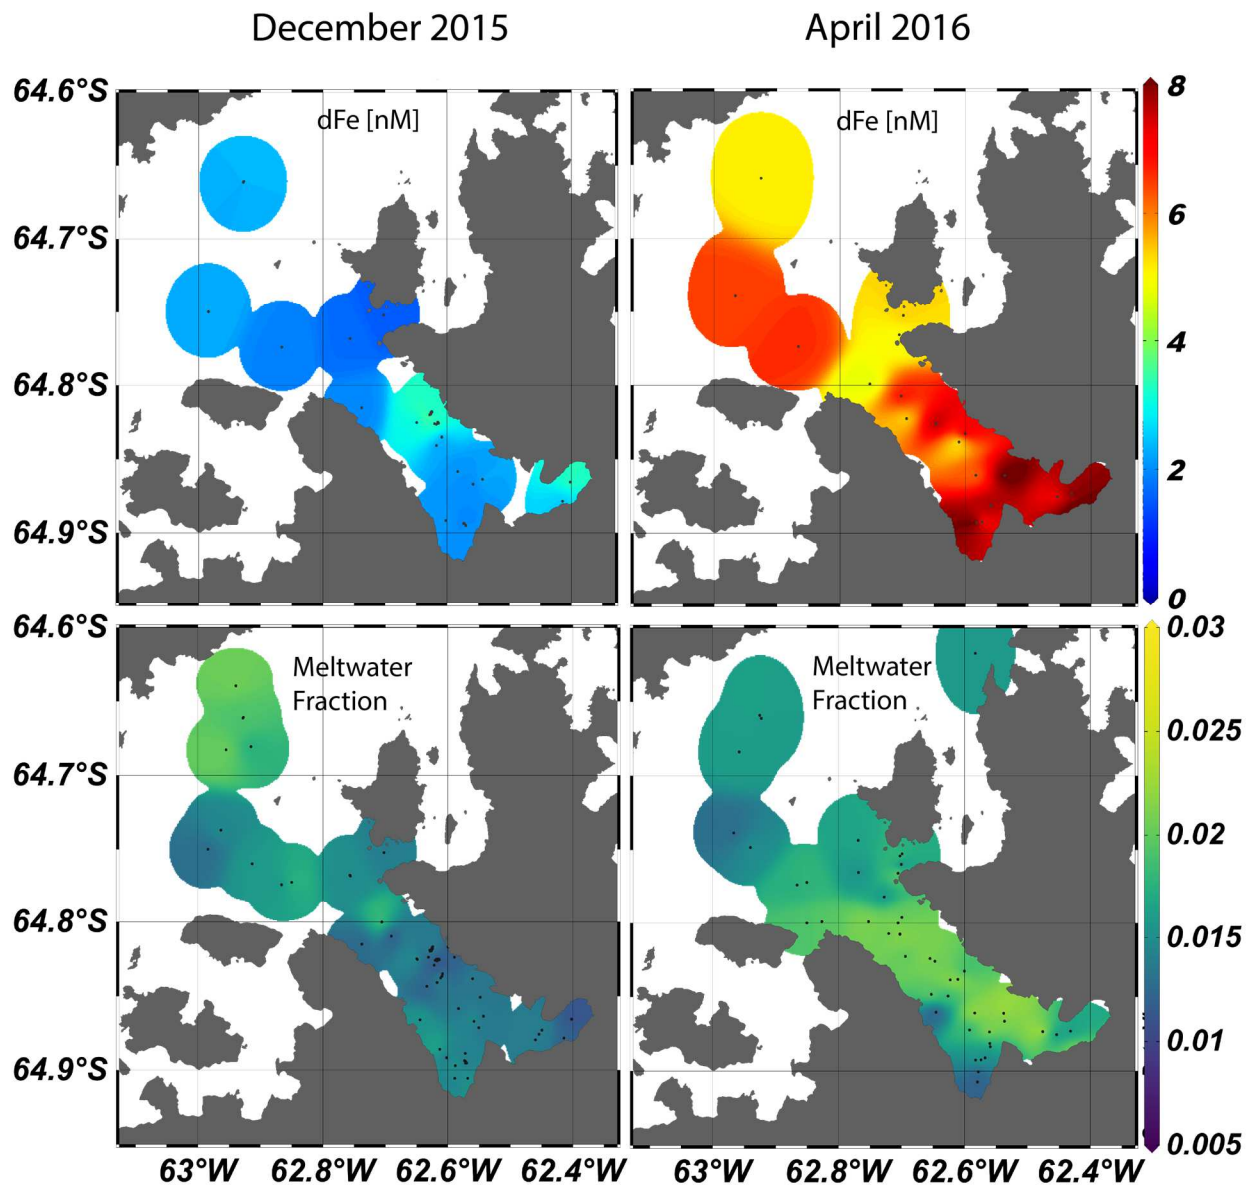 December 2015
April 2016
64.6°S
64.7°S
64.8°S
64.9°S
dFe [nM]
dFe [nM]
8
6
4
2
0
64.6°S
64.7°S
64.8°S
64.9°S
Meltwater
Fraction
Meltwater
Fraction
0.03
0.025
0.02
0.015
0.01
0.005
63°W 62.8°W 62.6°W 62.4°W
63°W 62.8°W 62.6°W 62.4°W